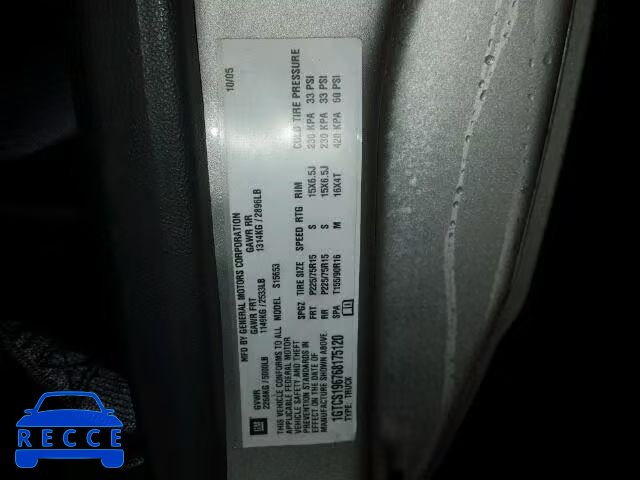 MFD BY GENERAL MOTORS CORPORATION 10/05
GVWR GAWR FRT GAWR RR
2268KG/5000LB 1149KG/2533LB 1314KG/2896LB
THIS VEHICLE CONFORMS TO ALL MODEL S15653
APPLICABLE FEDERAL MOTOR
VEHICLE SAFETY AND THEFT
PREVENTION STANDARDS IN
EFFECT ON THE DATE OF
MANUFACTURE SHOWN ABOVE.
1GTCS196768175120
TYPE: TRUCK
SPGZ TIRE SIZE SPEED RTG RIM COLD TIRE PRESSURE
FRT P225/75R15 S 15X6.5J 230 KPA 33 PSI
RR P225/75R15 S 15X6.5J 230 KPA 33 PSI
SPA T155/90R16 M 16X4T 420 KPA 60 PSI
GM
RECCE